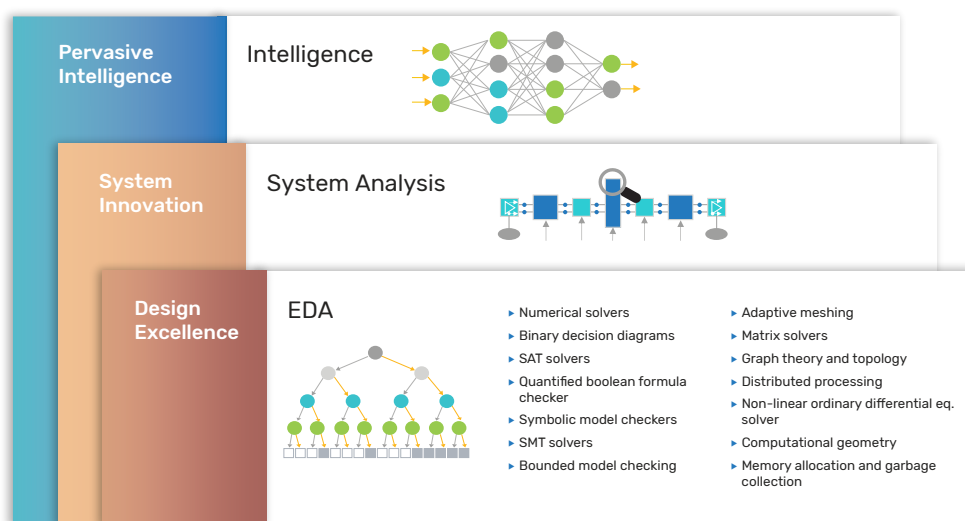 Pervasive
Intelligence
Intelligence
System
Innovation
System Analysis
Design
Excellence
EDA
▸ Numerical solvers
▸ Binary decision diagrams
▸ SAT solvers
▸ Quantified boolean formula
checker
▸ Symbolic model checkers
▸ SMT solvers
▸ Bounded model checking
▸ Adaptive meshing
▸ Matrix solvers
▸ Graph theory and topology
▸ Distributed processing
▸ Non-linear ordinary differential eq.
solver
▸ Computational geometry
▸ Memory allocation and garbage
collection